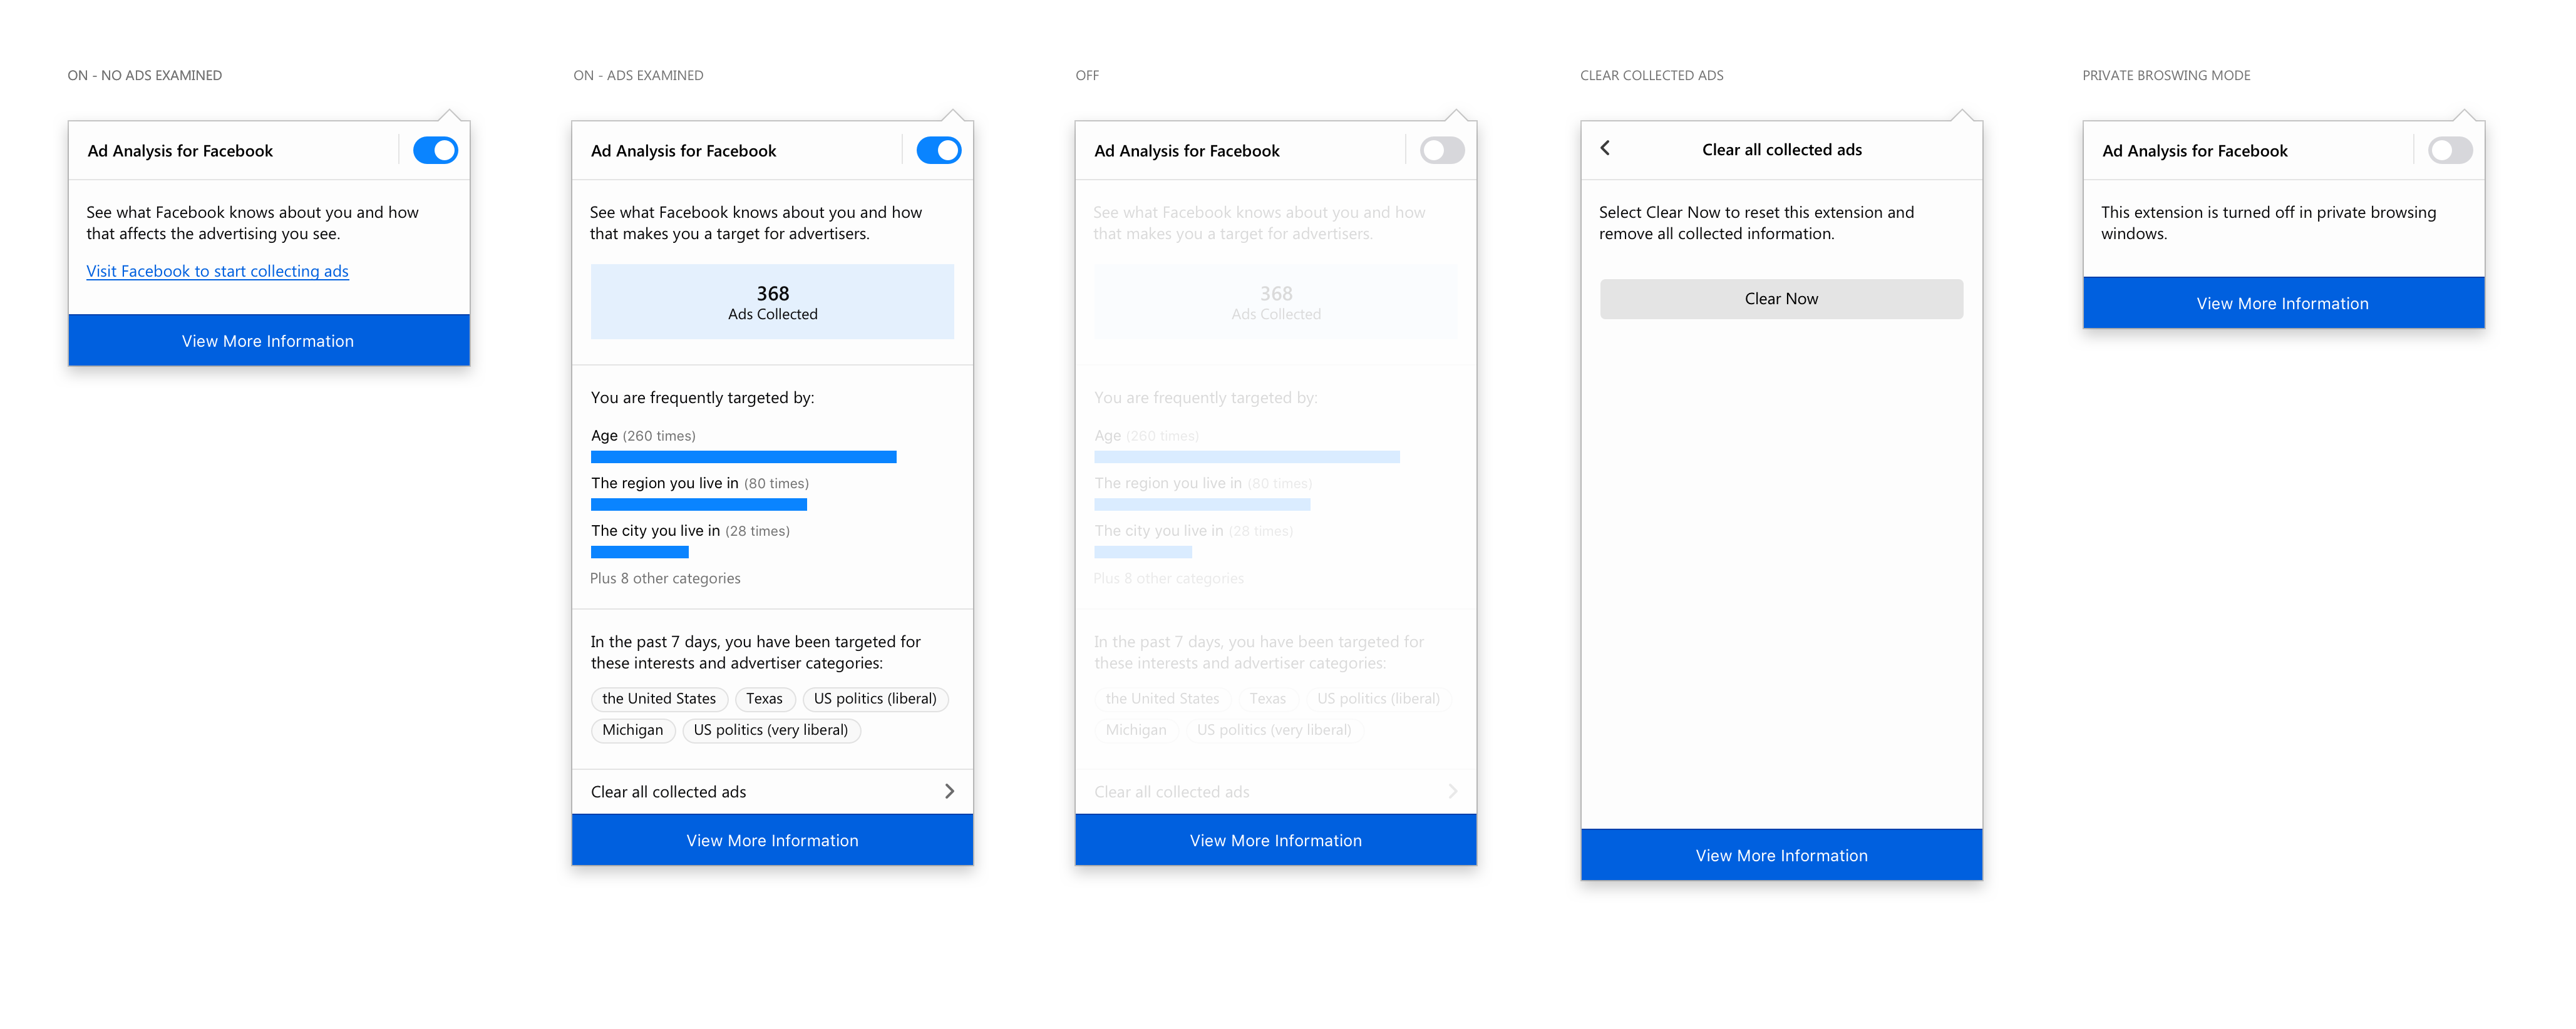 ON - NO ADS EXAMINED
Ad Analysis for Facebook
See what Facebook knows about you and how
that affects the advertising you see.
Visit Facebook to start collecting ads
View More Information
ON - ADS EXAMINED
Ad Analysis for Facebook
See what Facebook knows about you and how
that makes you a target for advertisers.
368
Ads Collected
You are frequently targeted by:
Age (260 times)
The region you live in (80 times)
The city you live in (28 times)
Plus 8 other categories
In the past 7 days, you have been targeted for
these interests and advertiser categories:
the United States Texas US politics (liberal)
Michigan US politics (very liberal)
Clear all collected ads
View More Information
OFF
Ad Analysis for Facebook
See what Facebook knows about you and how
that makes you a target for advertisers.
368
Ads Collected
You are frequently targeted by:
Age (260 times)
The region you live in (80 times)
The city you live in (28 times)
Plus 8 other categories
In the past 7 days, you have been targeted for
these interests and advertiser categories:
the United States Texas US politics (liberal)
Michigan US politics (very liberal)
Clear all collected ads
View More Information
CLEAR COLLECTED ADS
Clear all collected ads
Select Clear Now to reset this extension and
remove all collected information.
Clear Now
View More Information
PRIVATE BROSWING MODE
Ad Analysis for Facebook
This extension is turned off in private browsing
windows.
View More Information